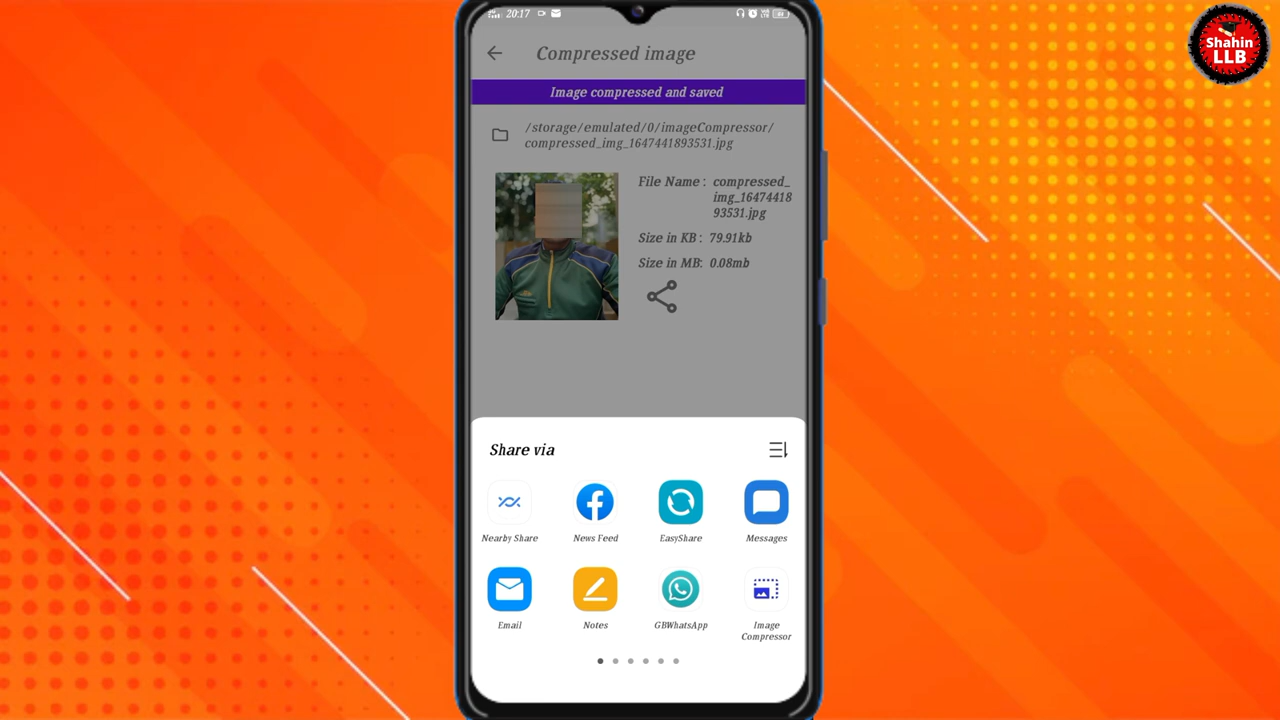 20:17
Shahin
LLB
Compressed image
Image compressed and saved
/storage/emulated/0/imageCompressor/
compressed_img_1647441893531.jpg
File Name : compressed_
img_16474418
93531.jpg
Size in KB : 79.91kb
Size in MB: 0.08mb
Share via
Nearby Share
News Feed
EasyShare
Messages
Email
Notes
GBWhatsApp
Image
Compressor